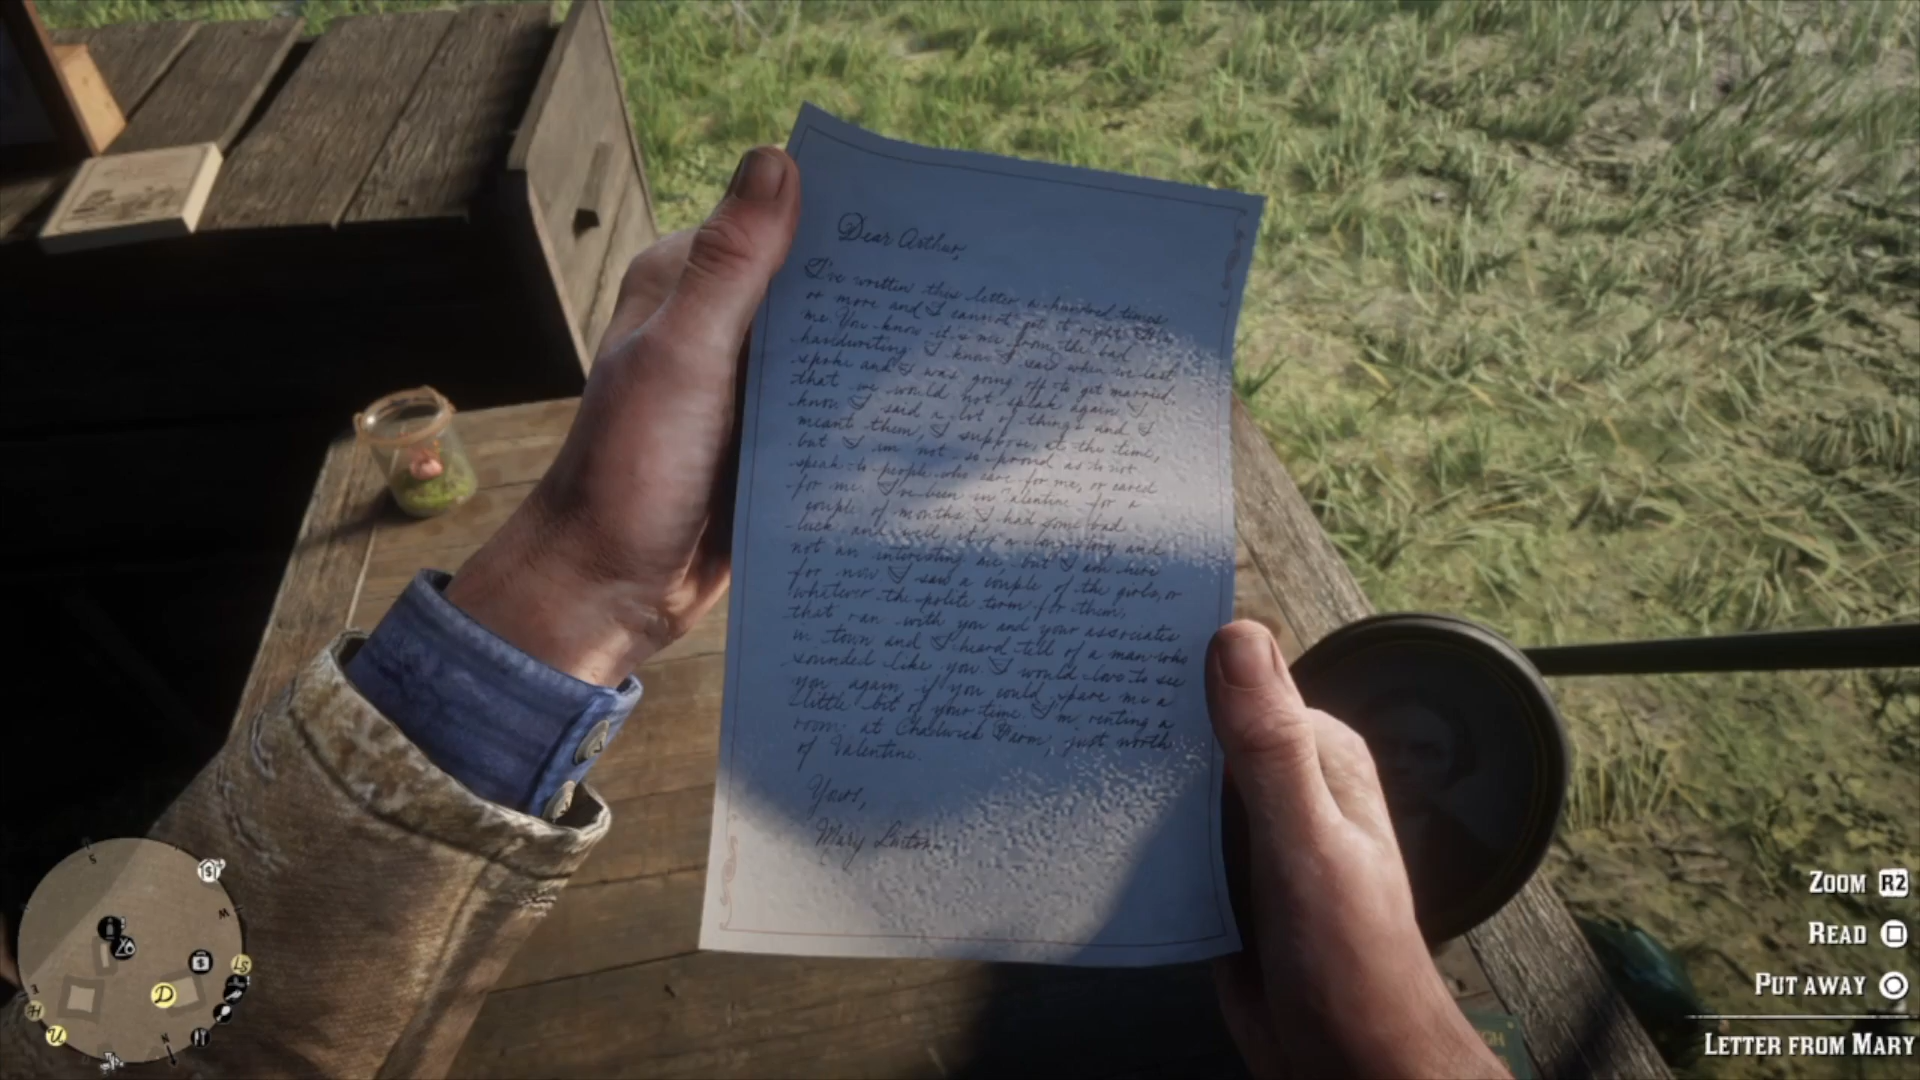 Dear Arthur,
I've written this letter a hundred times
or more and I cannot get it right. It's
me. You know it's me from the bad
handwriting. I know I said when we last
spoke and I was going off to get married,
that we would not speak again. I
know I said a lot of things and I
meant them, I suppose, at the time,
but I am not so proud as to not
speak to people who care for me, or cared
for me. I've been in Valentine for a
couple of months. I had some bad
luck and well it's a long story and
not an interesting one, but I am here
for now. I saw a couple of the girls, or
whatever the polite term for them,
that ran with you and your associates
in town and I heard tell of a man who
sounded like you. I would love to see
you again if you could spare me a
little bit of your time. I'm renting a
room at Chadwick Farm, just north
of Valentine.
Yours,
Mary Linton
ZOOM R2
READ
PUT AWAY
LETTER FROM MARY
S
W
E
N
LS
D
H
U
$
$